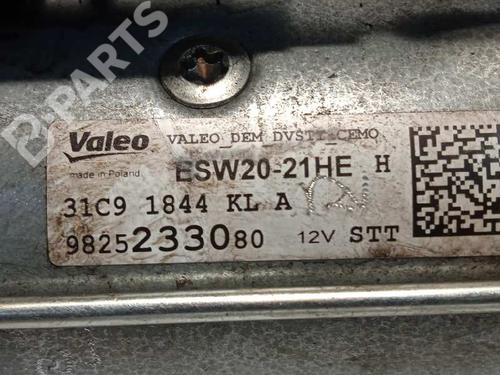 B-PARTS
Valeo
VALEO_DEM_DVSTT_CEMO
made in Poland
ESW20-21HE H
31C9 1844 KL A
9825233080 12V STT